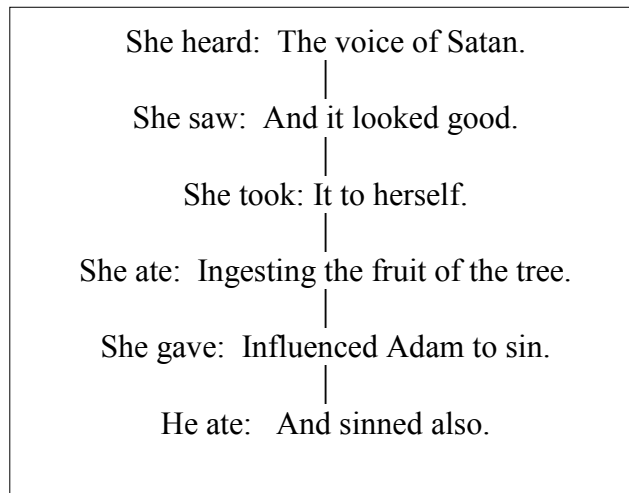 She heard: The voice of Satan.
She saw: And it looked good.
She took: It to herself.
She ate: Ingesting the fruit of the tree.
She gave: Influenced Adam to sin.
He ate: And sinned also.